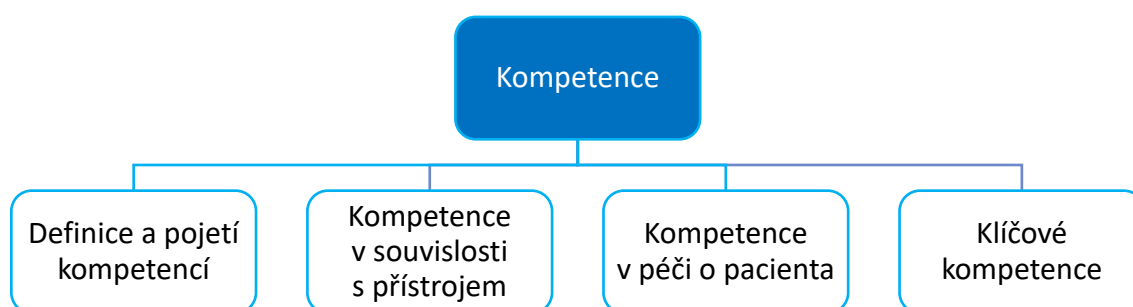 Kompetence
Definice a pojetí
kompetencí
Kompetence
v souvislosti
s přístrojem
Kompetence
v péči o pacienta
Klíčové
kompetence